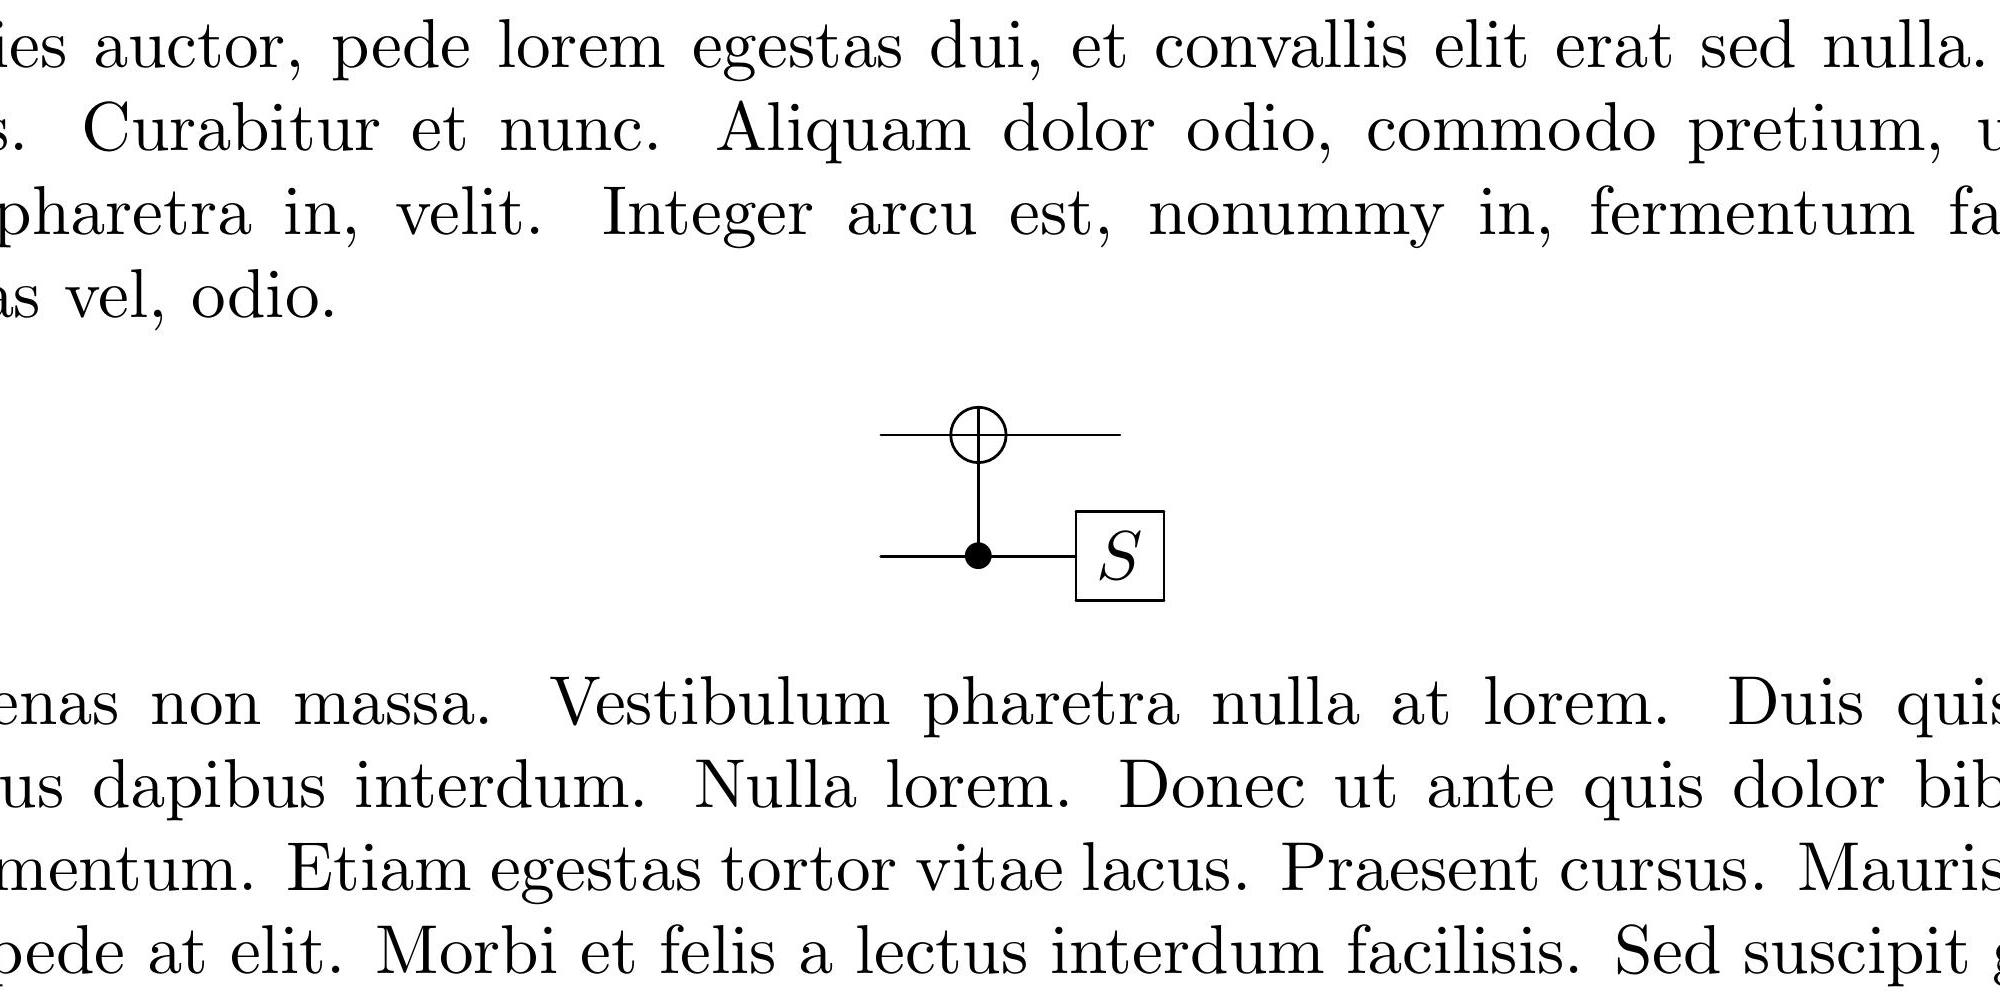 ies auctor, pede lorem egestas dui, et convallis elit erat sed nulla.
s. Curabitur et nunc. Aliquam dolor odio, commodo pretium, u
pharetra in, velit. Integer arcu est, nonummy in, fermentum fa
as vel, odio.
S
enas non massa. Vestibulum pharetra nulla at lorem. Duis quis
us dapibus interdum. Nulla lorem. Donec ut ante quis dolor bib
mentum. Etiam egestas tortor vitae lacus. Praesent cursus. Mauris
pede at elit. Morbi et felis a lectus interdum facilisis. Sed suscipit g